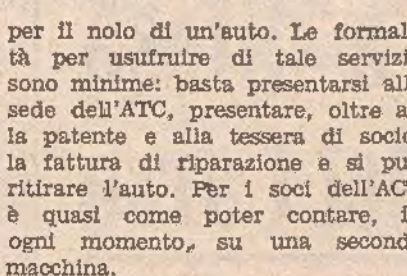 per il nolo di un'auto. Le formal
tà per usufruire di tale servizi
sono minime: basta presentarsi all
sede dell'ATC, presentare, oltre a
la patente e alla tessera di socio
la fattura di riparazione e si pu
ritirare l'auto. Per i soci dell'AC
è quasi come poter contare, i
ogni momento, su una second
macchina.